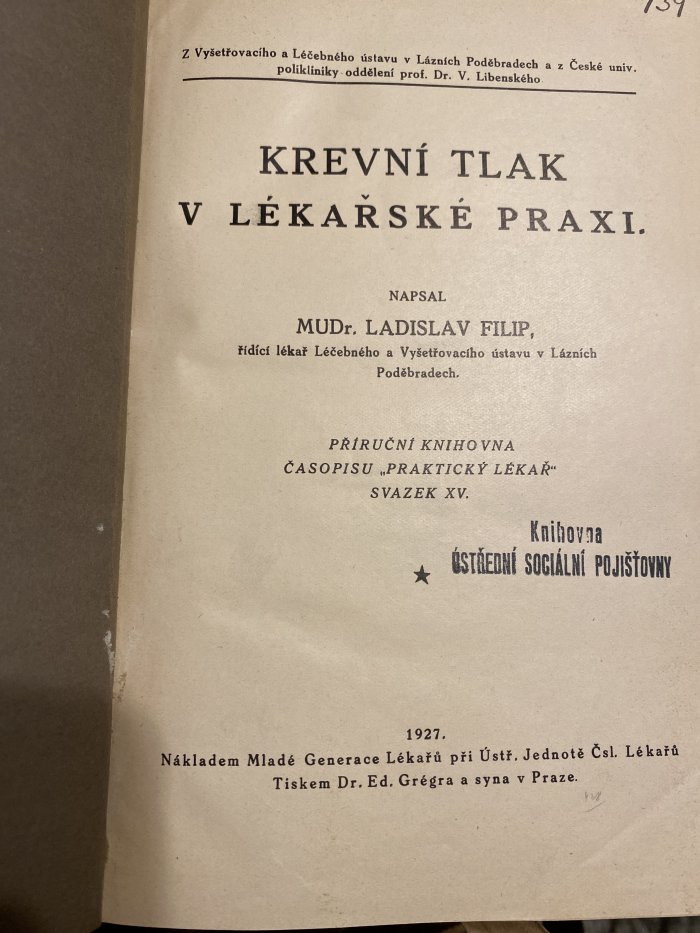 Z Vyšetřovacího a Léčebného ústavu v Lázních Poděbradech a z České univ.
polikliniky oddělení prof. Dr. V. Libenského
KREVNÍ TLAK
V LÉKAŘSKÉ PRAXI.
NAPSAL
MUDr. LADISLAV FILIP,
řídící lékař Léčebného a Vyšetřovacího ústavu v Lázních
Poděbradech.
PŘÍRUČNÍ KNIHOVNA
ČASOPISU „PRAKTICKÝ LÉKAŘ“
SVAZEK XV.
Knihovna
ÚSTŘEDNÍ SOCIÁLNÍ POJIŠŤOVNY
1927.
Nákladem Mladé Generace Lékařů při Ústř. Jednotě Čsl. Lékařů
Tiskem Dr. Ed. Grégra a syna v Praze.